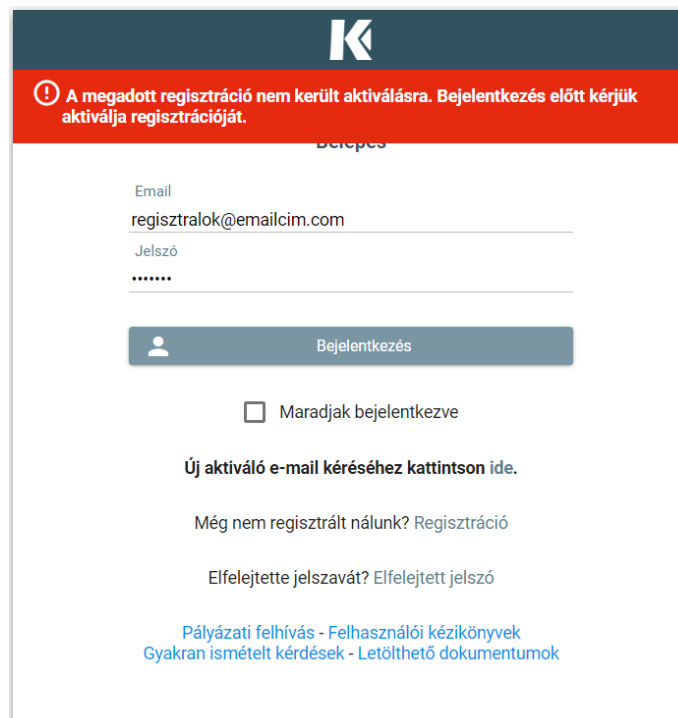 A megadott regisztráció nem került aktiválásra. Bejelentkezés előtt kérjük
aktiválja regisztrációját.
Belépés
Email
regisztralok@emailcim.com
Jelszó
Bejelentkezés
Maradjak bejelentkezve
Új aktiváló e-mail kéréséhez kattintson ide.
Még nem regisztrált nálunk? Regisztráció
Elfelejtette jelszavát? Elfelejtett jelszó
Pályázati felhívás - Felhasználói kézikönyvek
Gyakran ismételt kérdések - Letölthető dokumentumok